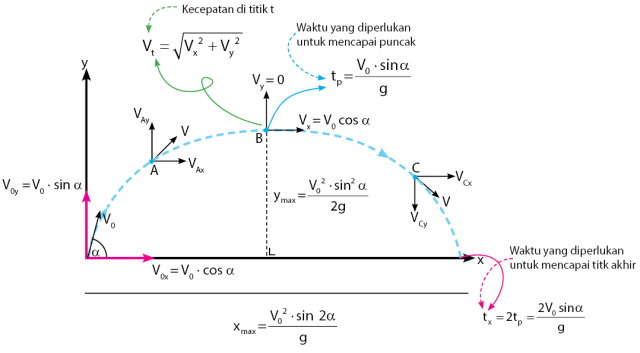 Kecepatan di titik t
V_t = √(V_x² + V_y²)
Waktu yang diperlukan
untuk mencapai puncak
t_p = (V_0 · sin α)/g
y
V_y = 0
V_Ay
V
A
V_Ax
B
V_x = V_0 cos α
C
V_Cx
V
V_Cy
V_0y = V_0 · sin α
V_0
α
y_max = (V_0² · sin² α)/2g
L
x
V_0x = V_0 · cos α
Waktu yang diperlukan
untuk mencapai titk akhir
t_x = 2t_p = (2V_0 sin α)/g
x_max = (V_0² · sin 2α)/g